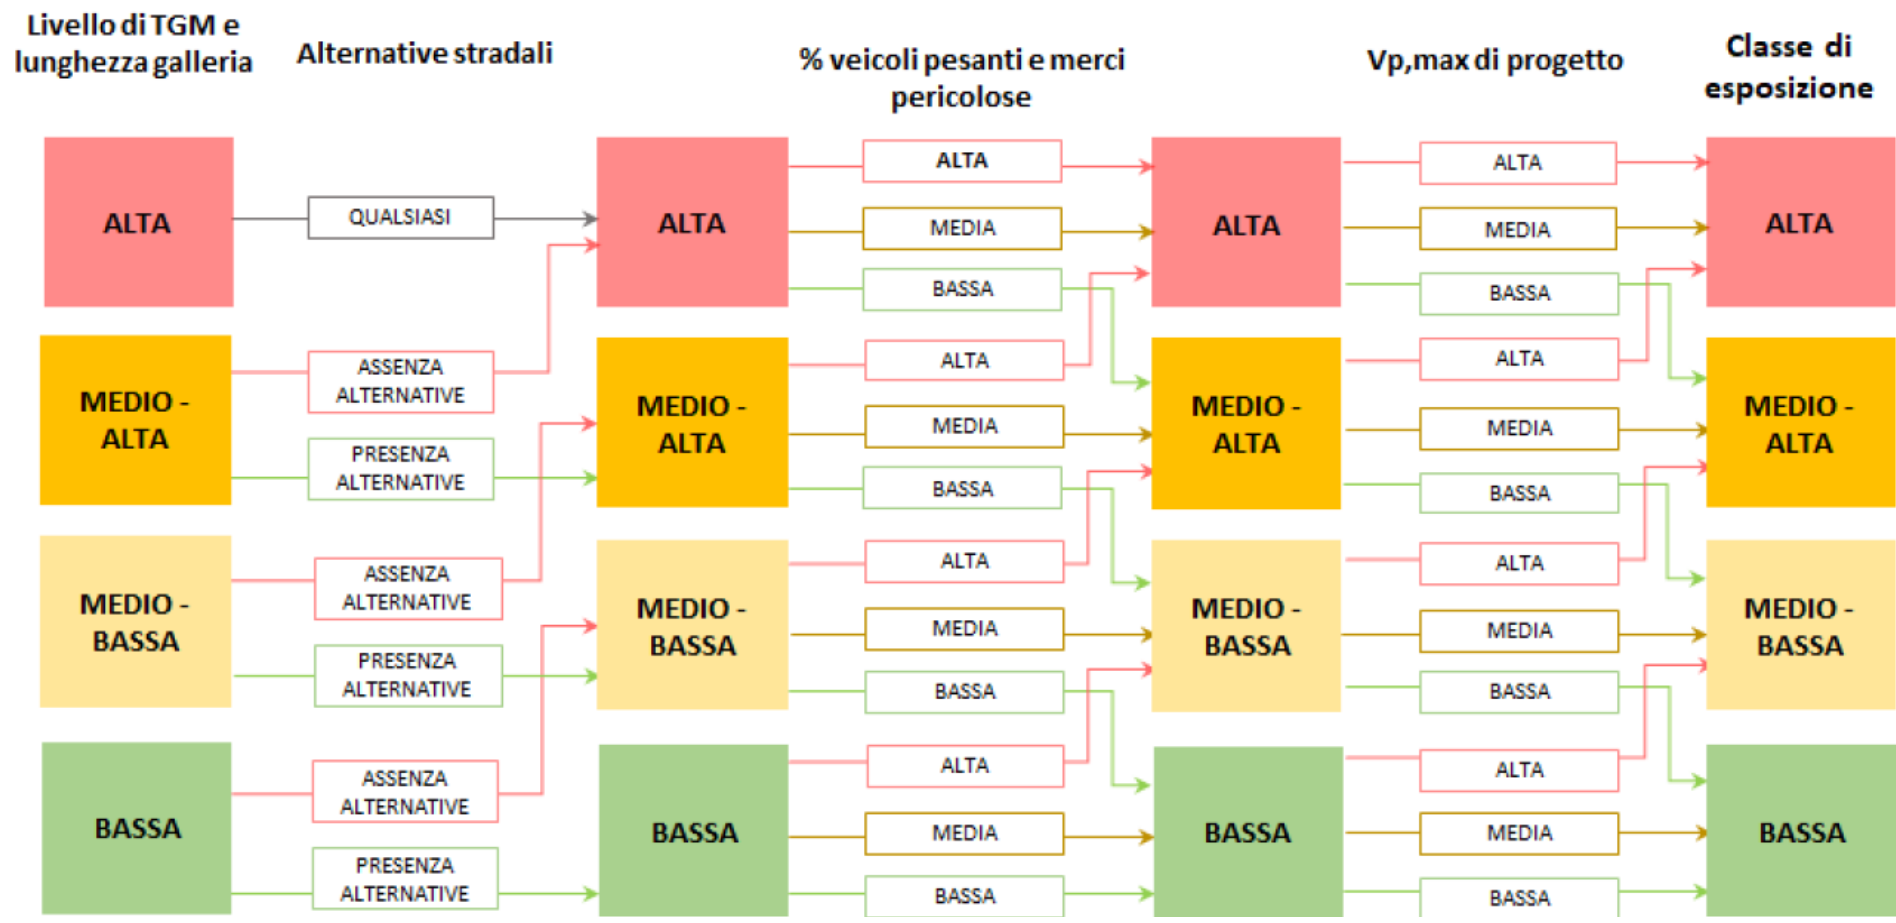 Livello di TGM e
lunghezza galleria
Alternative stradali
% veicoli pesanti e merci
pericolose
Vp,max di progetto
Classe di
esposizione
ALTA
QUALSIASI
ALTA
ALTA
MEDIA
BASSA
ALTA
ALTA
MEDIA
BASSA
ALTA
MEDIO -
ALTA
ASSENZA
ALTERNATIVE
PRESENZA
ALTERNATIVE
MEDIO -
ALTA
ALTA
MEDIA
BASSA
MEDIO -
ALTA
ALTA
MEDIA
BASSA
MEDIO -
ALTA
MEDIO -
BASSA
ASSENZA
ALTERNATIVE
PRESENZA
ALTERNATIVE
MEDIO -
BASSA
ALTA
MEDIA
BASSA
MEDIO -
BASSA
ALTA
MEDIA
BASSA
MEDIO -
BASSA
BASSA
ASSENZA
ALTERNATIVE
PRESENZA
ALTERNATIVE
BASSA
ALTA
MEDIA
BASSA
BASSA
ALTA
MEDIA
BASSA
BASSA